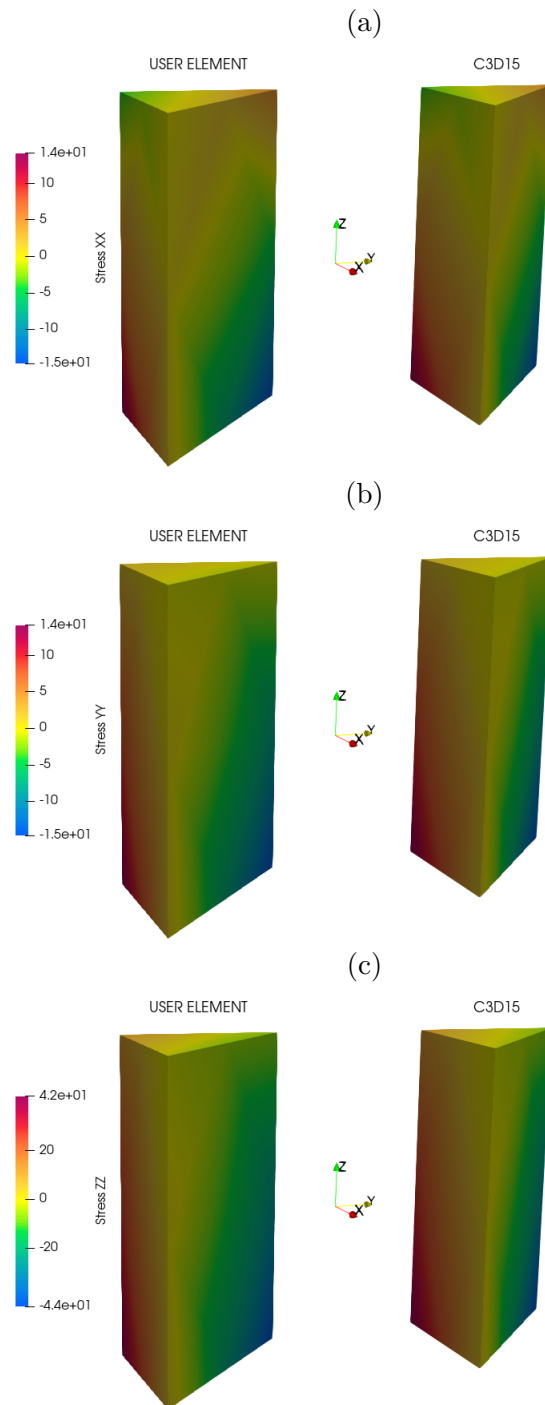 (a)
USER ELEMENT
C3D15
1.4e+01
10
5
0
-5
-10
-1.5e+01
Stress XX
Z
Y
X
(b)
USER ELEMENT
C3D15
1.4e+01
10
5
0
-5
-10
-1.5e+01
Stress YY
Z
Y
X
(c)
USER ELEMENT
C3D15
4.2e+01
20
0
-20
-4.4e+01
Stress ZZ
Z
Y
X